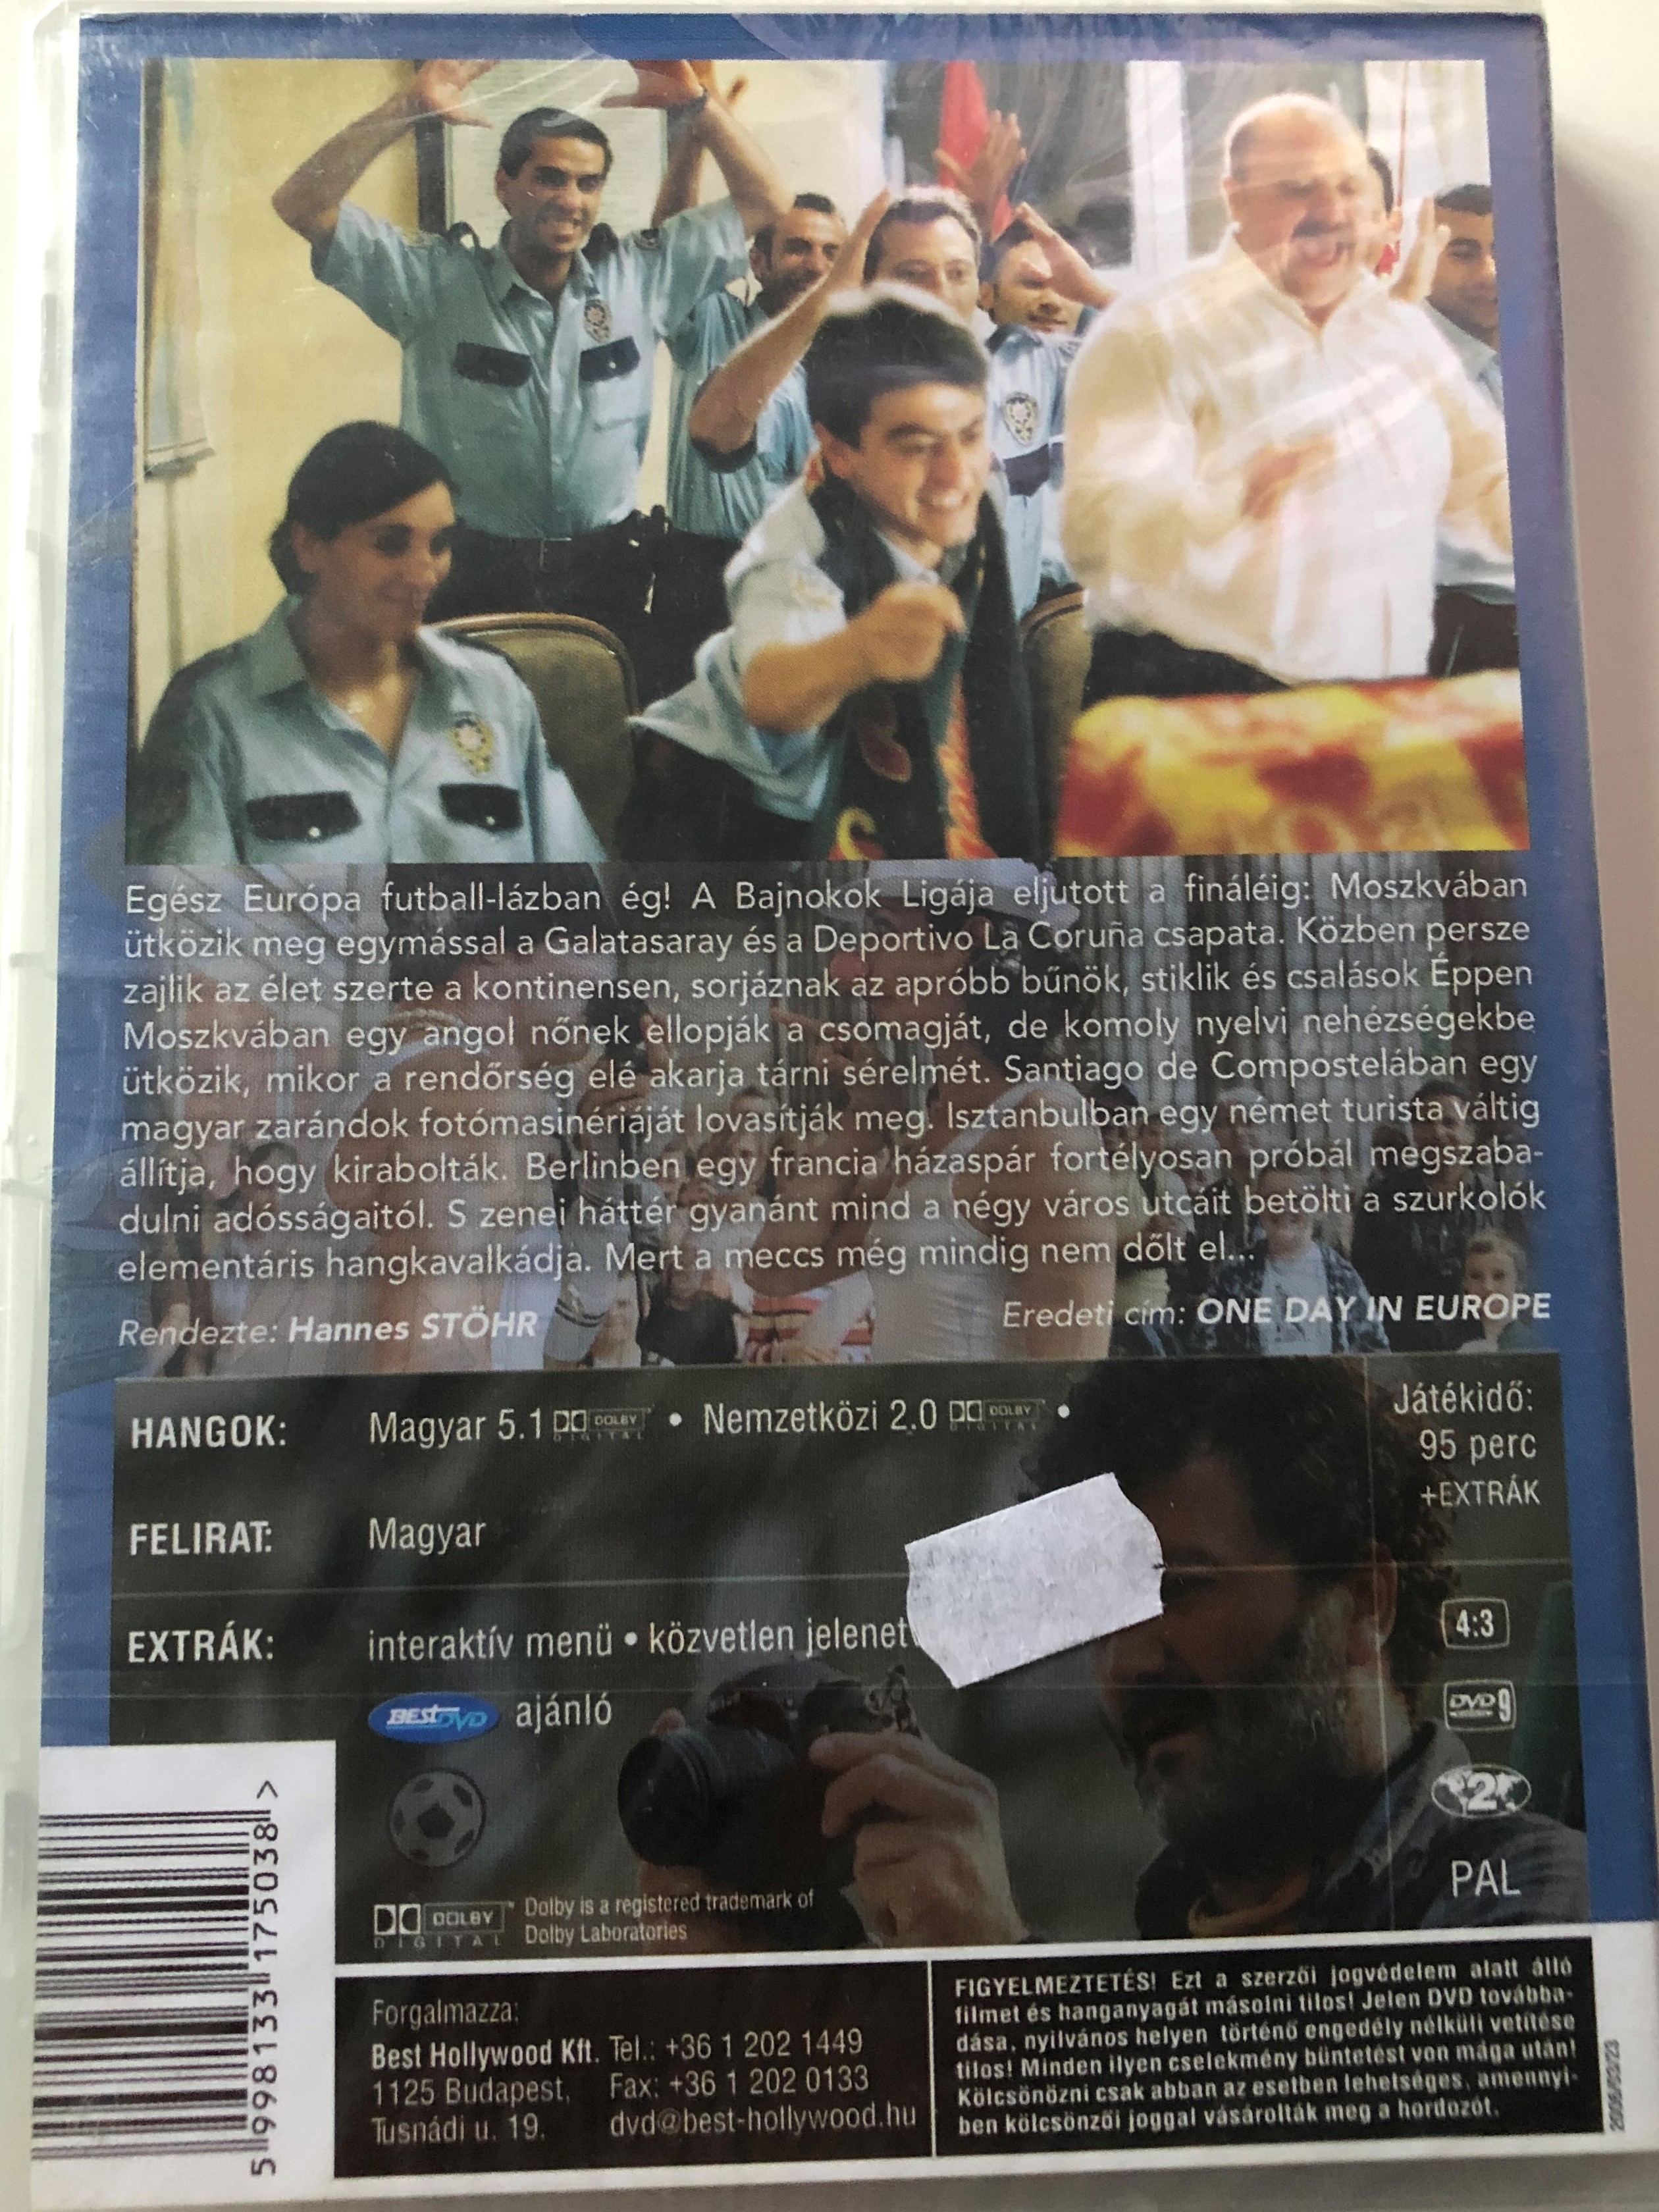 Egész Európa futball-lázban ég! A Bajnokok Ligája eljutott a fináléig: Moszkvában
ütközik meg egymással a Galatasaray és a Deportivo La Coruña csapata. Közben persze
zajlik az élet szerte a kontinensen, sorjáznak az apróbb bűnök, stiklik és csalások Éppen
Moszkvában egy angol nőnek ellopják a csomagját, de komoly nyelvi nehézségekbe
ütközik, mikor a rendőrség elé akarja tárni sérelmét. Santiago de Compostelában egy
magyar zarándok fotómasinériáját lovasítják meg. Isztanbulban egy német turista váltig
állítja, hogy kirabolták. Berlinben egy francia házaspár fortélyosan próbál megszaba-
dulni adósságaitól. S zenei háttér gyanánt mind a négy város utcáit betölti a szurkolók
elementáris hangkavalkádja. Mert a meccs még mindig nem dőlt el...
Rendezte: Hannes STÖHR
Eredeti cím: ONE DAY IN EUROPE
HANGOK: Magyar 5.1 DOLBY DIGITAL • Nemzetközi 2.0 DOLBY DIGITAL •
Játékidő:
95 perc
+EXTRÁK
FELIRAT: Magyar
EXTRÁK: interaktív menü • közvetlen jelenet
BESTDVD ajánló
4:3
DVD 9
2
PAL
DOLBY DIGITAL
Dolby is a registered trademark of
Dolby Laboratories
5 998133 175038 >
Forgalmazza:
Best Hollywood Kft. Tel.: +36 1 202 1449
1125 Budapest, Fax: +36 1 202 0133
Tusnádi u. 19. dvd@best-hollywood.hu
FIGYELMEZTETÉS! Ezt a szerzői jogvédelem alatt álló
filmet és hanganyagát másolni tilos! Jelen DVD továbba-
dása, nyilvános helyen történő engedély nélküli vetítése
tilos! Minden ilyen cselekmény büntetést von mága után!
Kölcsönözni csak abban az esetben lehetséges, amennyi-
ben kölcsönzői joggal vásárolták meg a hordozót.